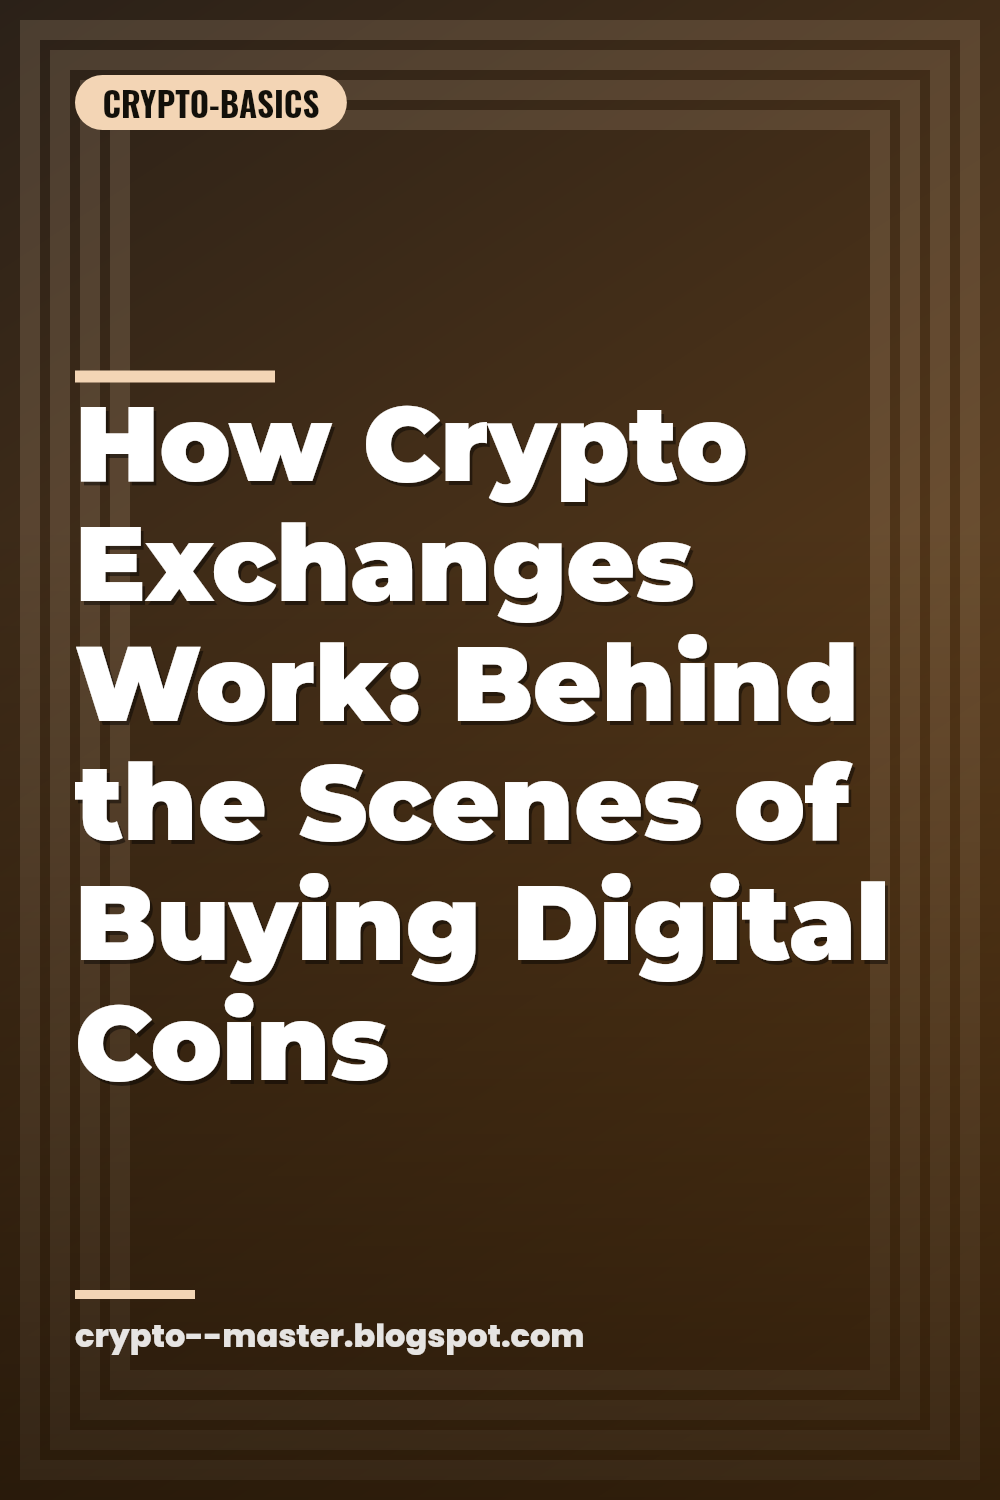 CRYPTO-BASICS
How Crypto
Exchanges
Work: Behind
the Scenes of
Buying Digital
Coins
crypto--master.blogspot.com